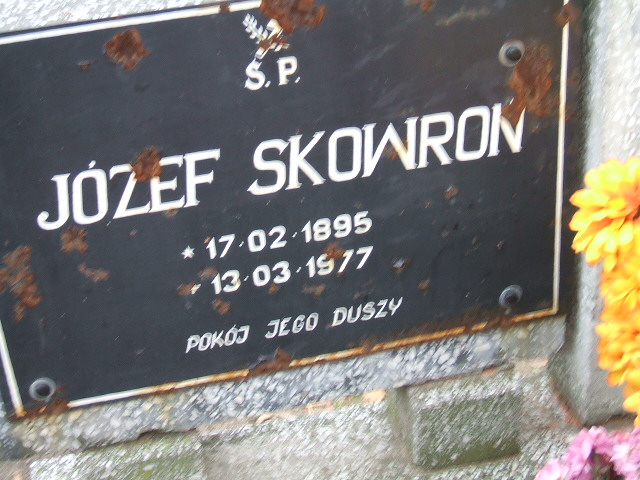 Ś.P.
JÓZEF SKOWRON
* 17·02·1895
13·03·1977
POKÓJ JEGO DUSZY